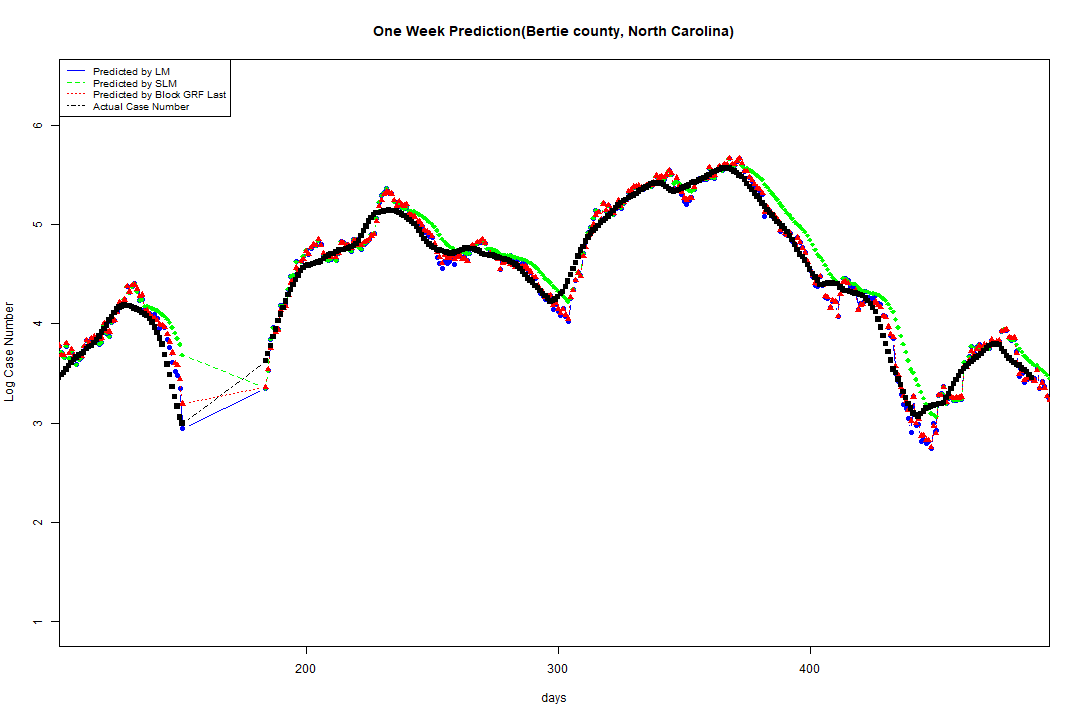 One Week Prediction(Bertie county, North Carolina)
Predicted by LM
Predicted by SLM
Predicted by Block GRF Last
Actual Case Number
6
5
4
3
2
1
Log Case Number
200 300 400
days